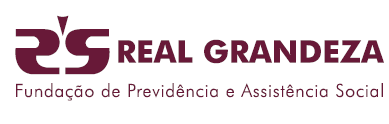 REAL GRANDEZA
Fundação de Previdência e Assistência Social